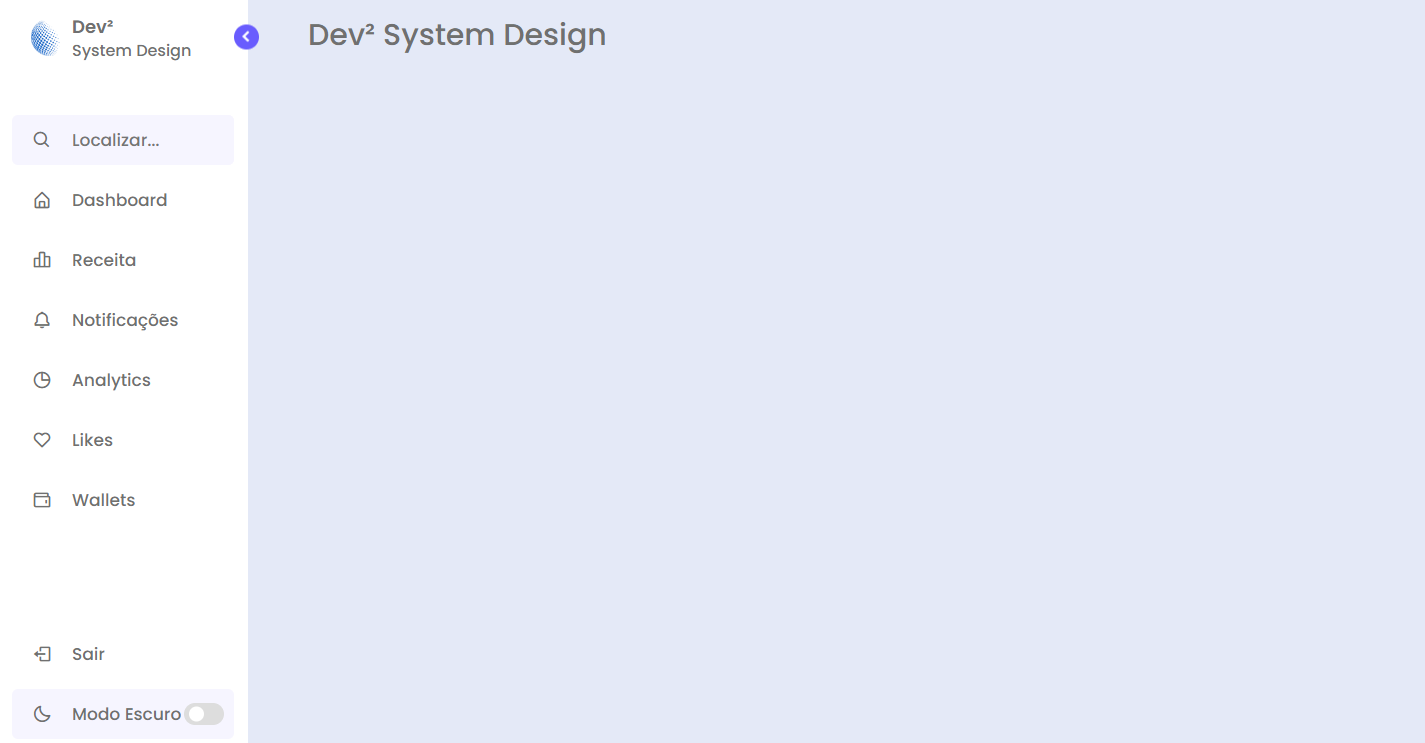 Dev²
System Design
Dev² System Design
Localizar...
Dashboard
Receita
Notificações
Analytics
Likes
Wallets
Sair
Modo Escuro